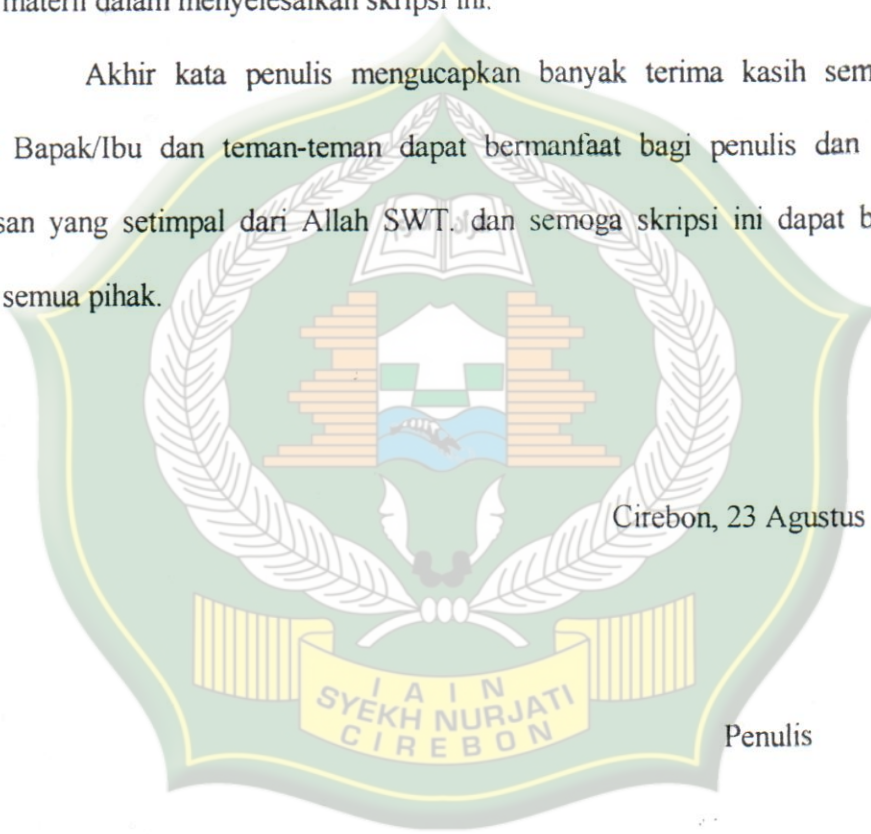 materil dalam menyelesaikan skripsi ini.
Akhir kata penulis mengucapkan banyak terima kasih sem
Bapak/Ibu dan teman-teman dapat bermanfaat bagi penulis dan
san yang setimpal dari Allah SWT. dan semoga skripsi ini dapat b
semua pihak.
Cirebon, 23 Agustus
IAIN
SYEKH NURJATI
CIREBON
Penulis